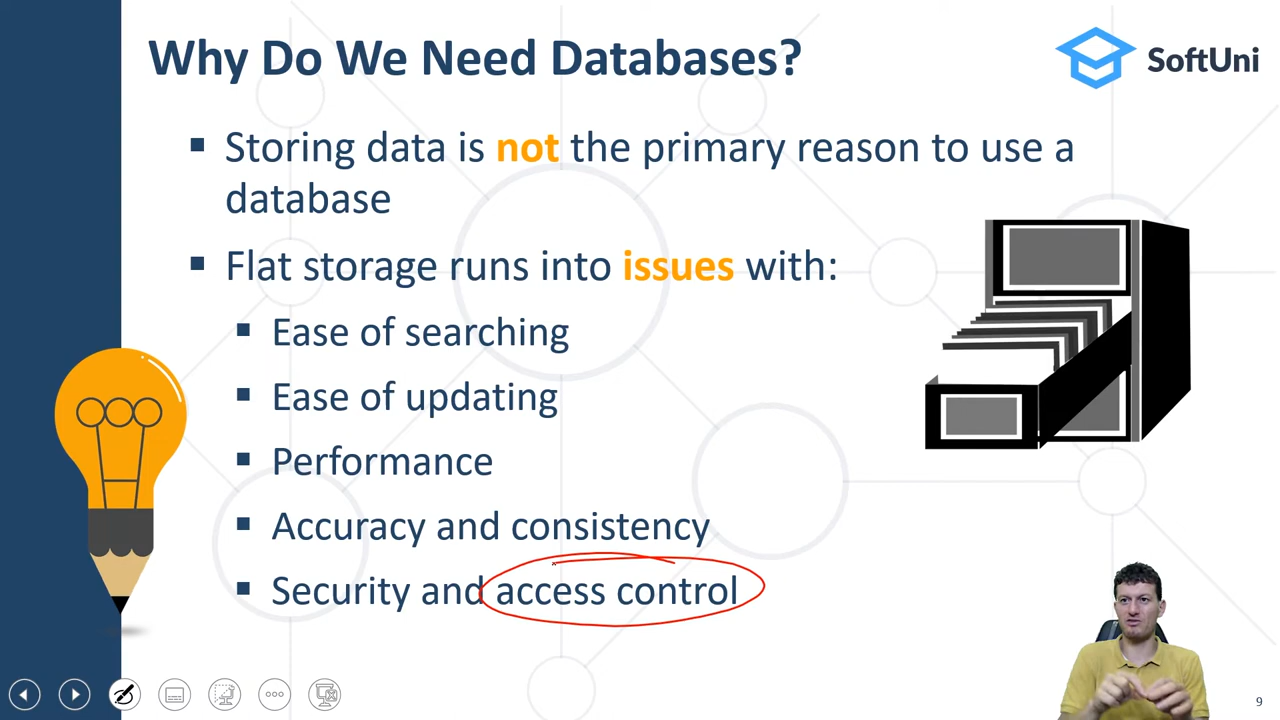 Why Do We Need Databases?
SoftUni
▪ Storing data is not the primary reason to use a
database
▪ Flat storage runs into issues with:
▪ Ease of searching
▪ Ease of updating
▪ Performance
▪ Accuracy and consistency
▪ Security and access control
9